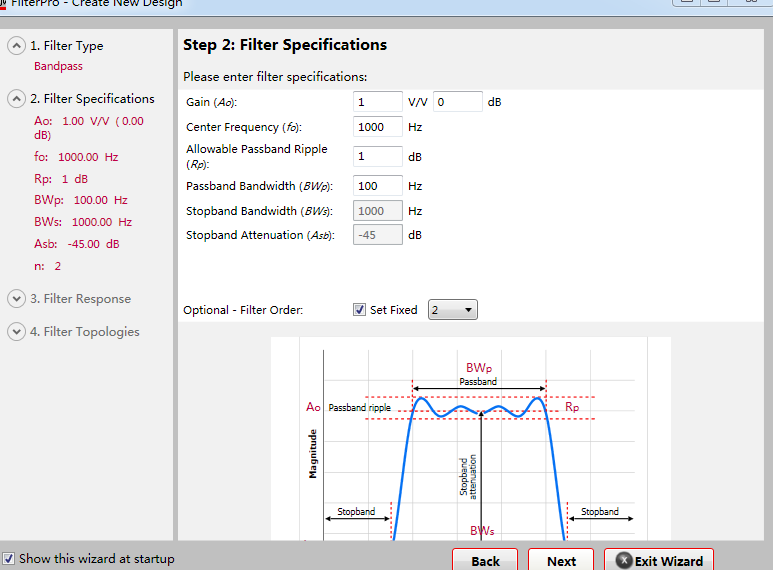 FilterPro - Create New Design
1. Filter Type
Bandpass
2. Filter Specifications
Ao: 1.00 V/V ( 0.00
dB)
fo: 1000.00 Hz
Rp: 1 dB
BWp: 100.00 Hz
BWs: 1000.00 Hz
Asb: -45.00 dB
n: 2
3. Filter Response
4. Filter Topologies
Step 2: Filter Specifications
Please enter filter specifications:
Gain (Ao): 1 V/V 0 dB
Center Frequency (fo): 1000 Hz
Allowable Passband Ripple
(Rp): 1 dB
Passband Bandwidth (BWp): 100 Hz
Stopband Bandwidth (BWs): 1000 Hz
Stopband Attenuation (Asb): -45 dB
Optional - Filter Order: Set Fixed 2
BWp
Passband
Ao Passband ripple Rp
Magnitude
Stopband
attenuation
Stopband Stopband
BWs
Show this wizard at startup
Back Next Exit Wizard